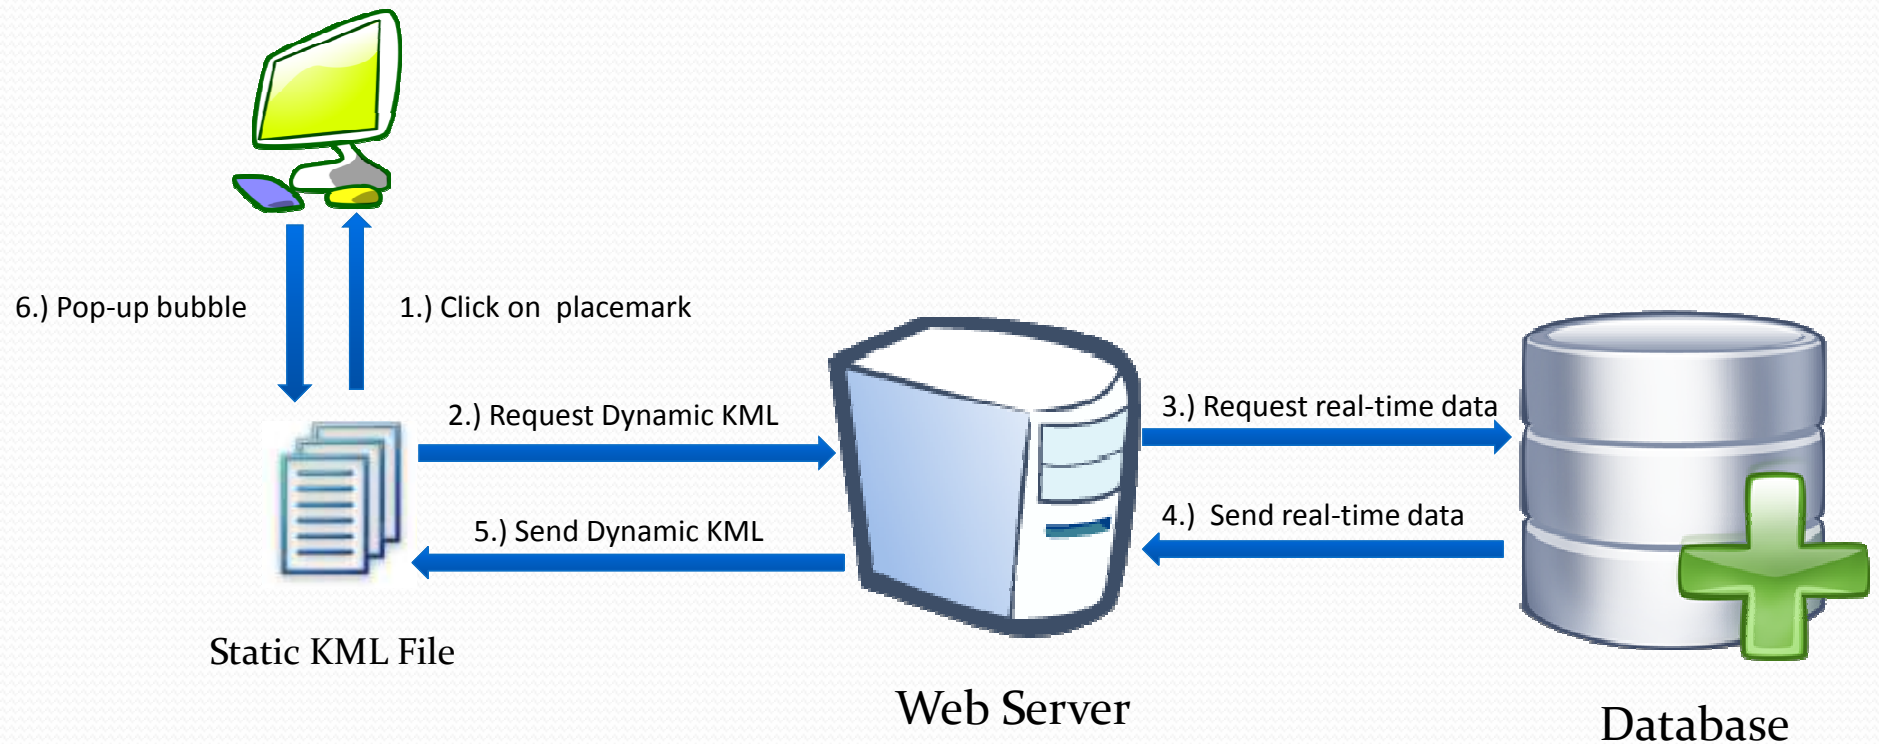 6.) Pop-up bubble
1.) Click on  placemark
2.) Request Dynamic KML
3.) Request real-time data
5.) Send Dynamic KML
4.)  Send real-time data
Static KML File
Web Server
Database